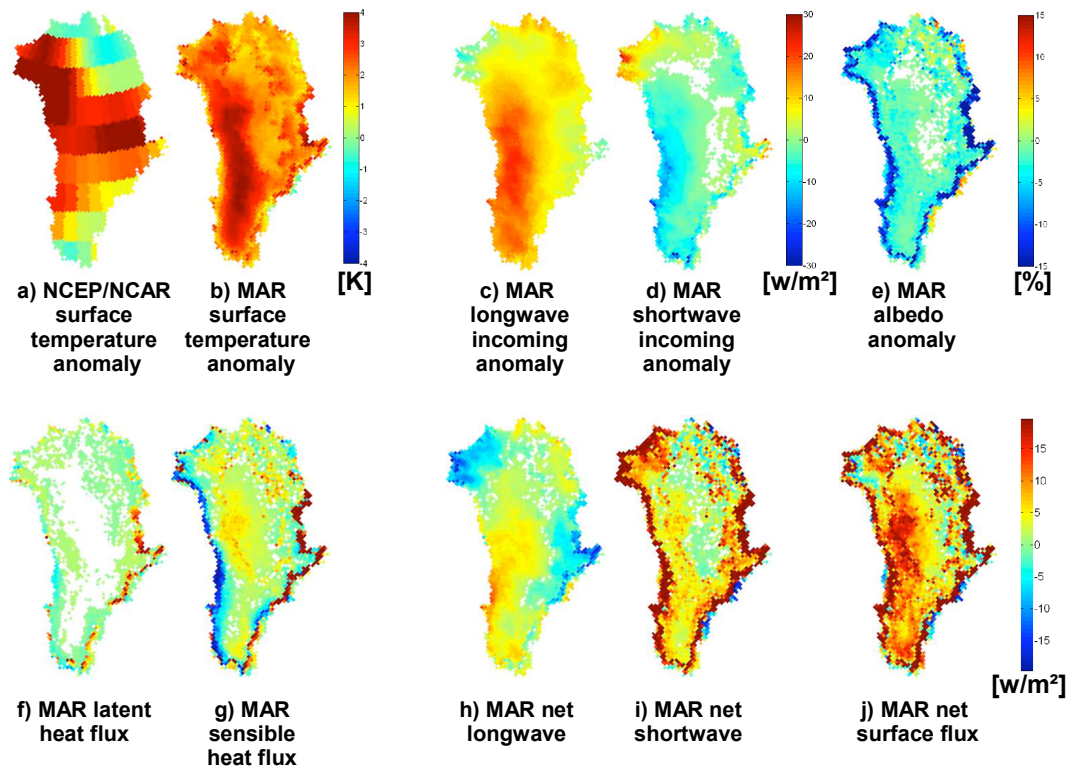 4
3
2
1
0
-1
-2
-3
-4
[K]
30
20
10
0
-10
-20
-30
[w/m²]
15
10
5
0
-5
-10
-15
[%]
a) NCEP/NCAR
surface
temperature
anomaly
b) MAR
surface
temperature
anomaly
c) MAR
longwave
incoming
anomaly
d) MAR
shortwave
incoming
anomaly
e) MAR
albedo
anomaly
15
10
5
0
-5
-10
-15
[w/m²]
f) MAR latent
heat flux
g) MAR
sensible
heat flux
h) MAR net
longwave
i) MAR net
shortwave
j) MAR net
surface flux